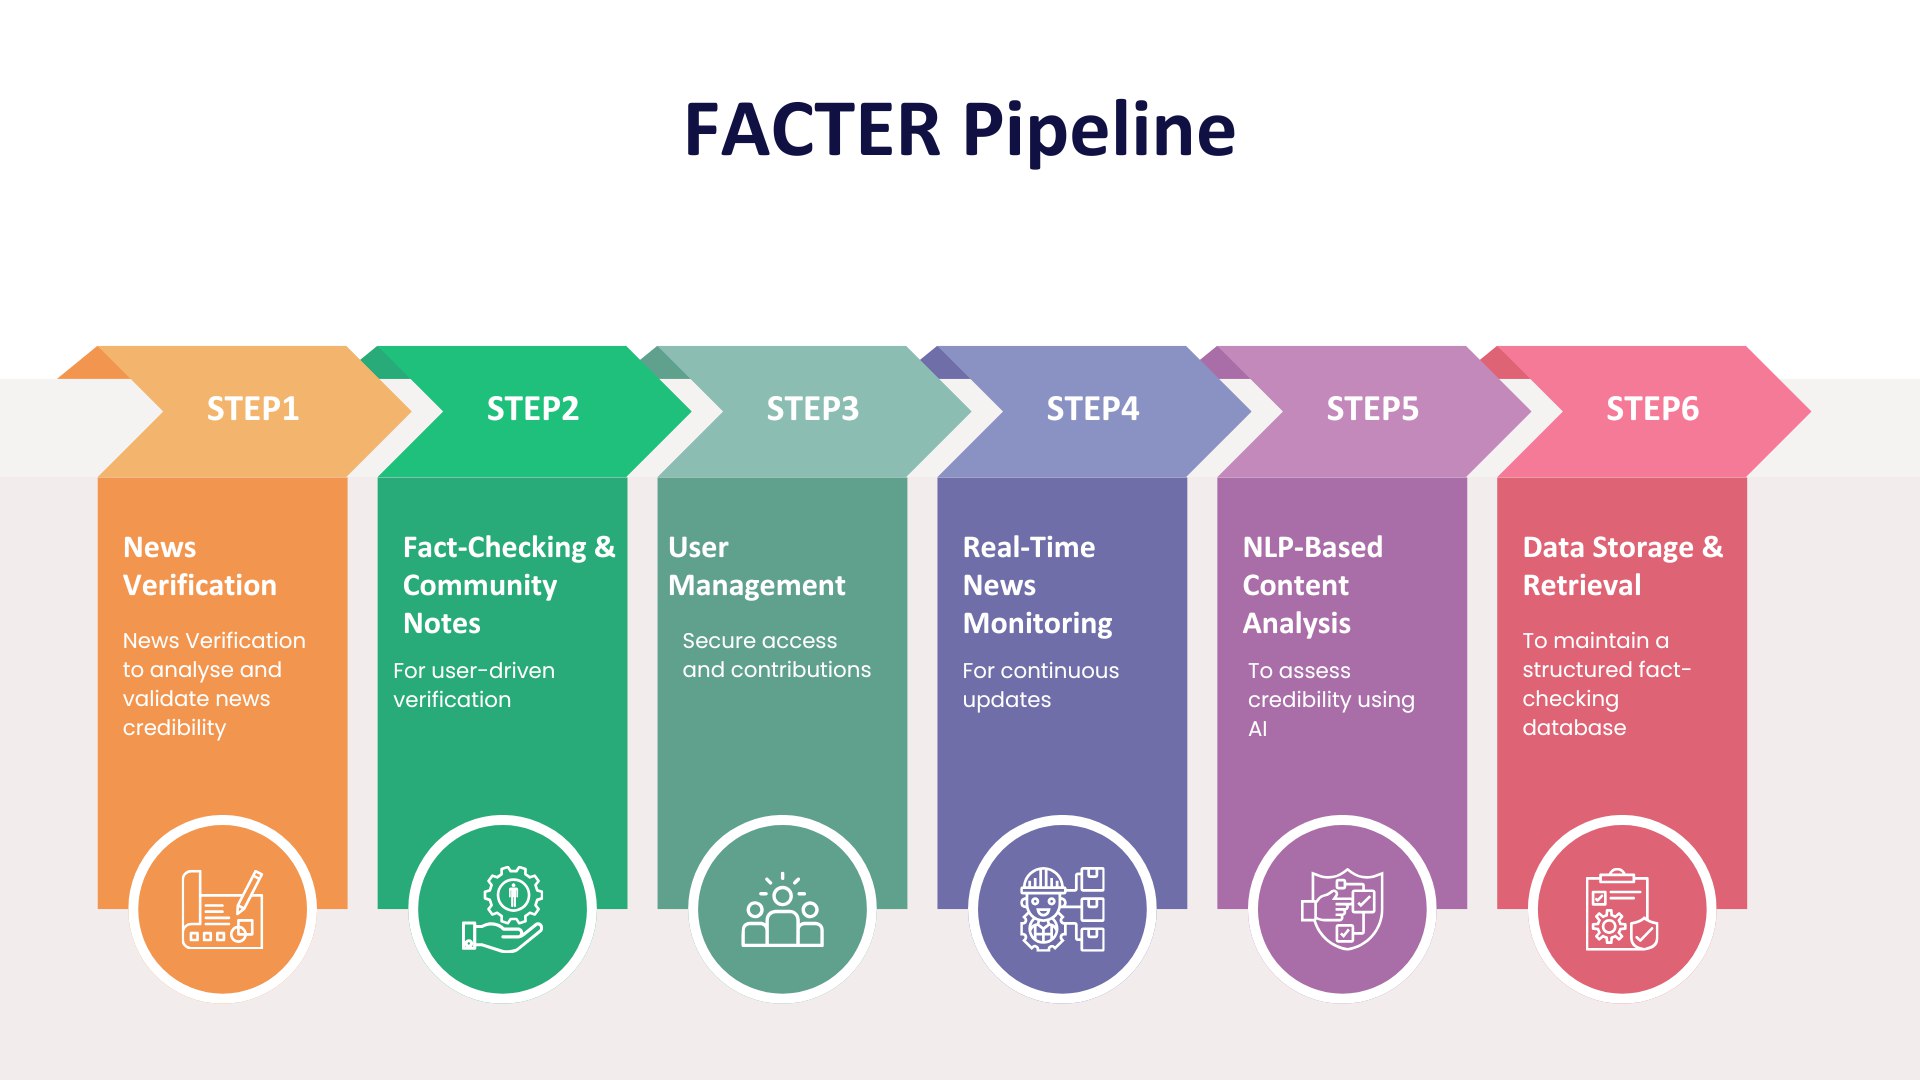 FACTER Pipeline
STEP1
STEP2
STEP3
STEP4
STEP5
STEP6
News
Verification
News Verification
to analyse and
validate news
credibility
Fact-Checking &
Community
Notes
For user-driven
verification
User
Management
Secure access
and contributions
Real-Time
News
Monitoring
For continuous
updates
NLP-Based
Content
Analysis
To assess
credibility using
AI
Data Storage &
Retrieval
To maintain a
structured fact-
checking
database